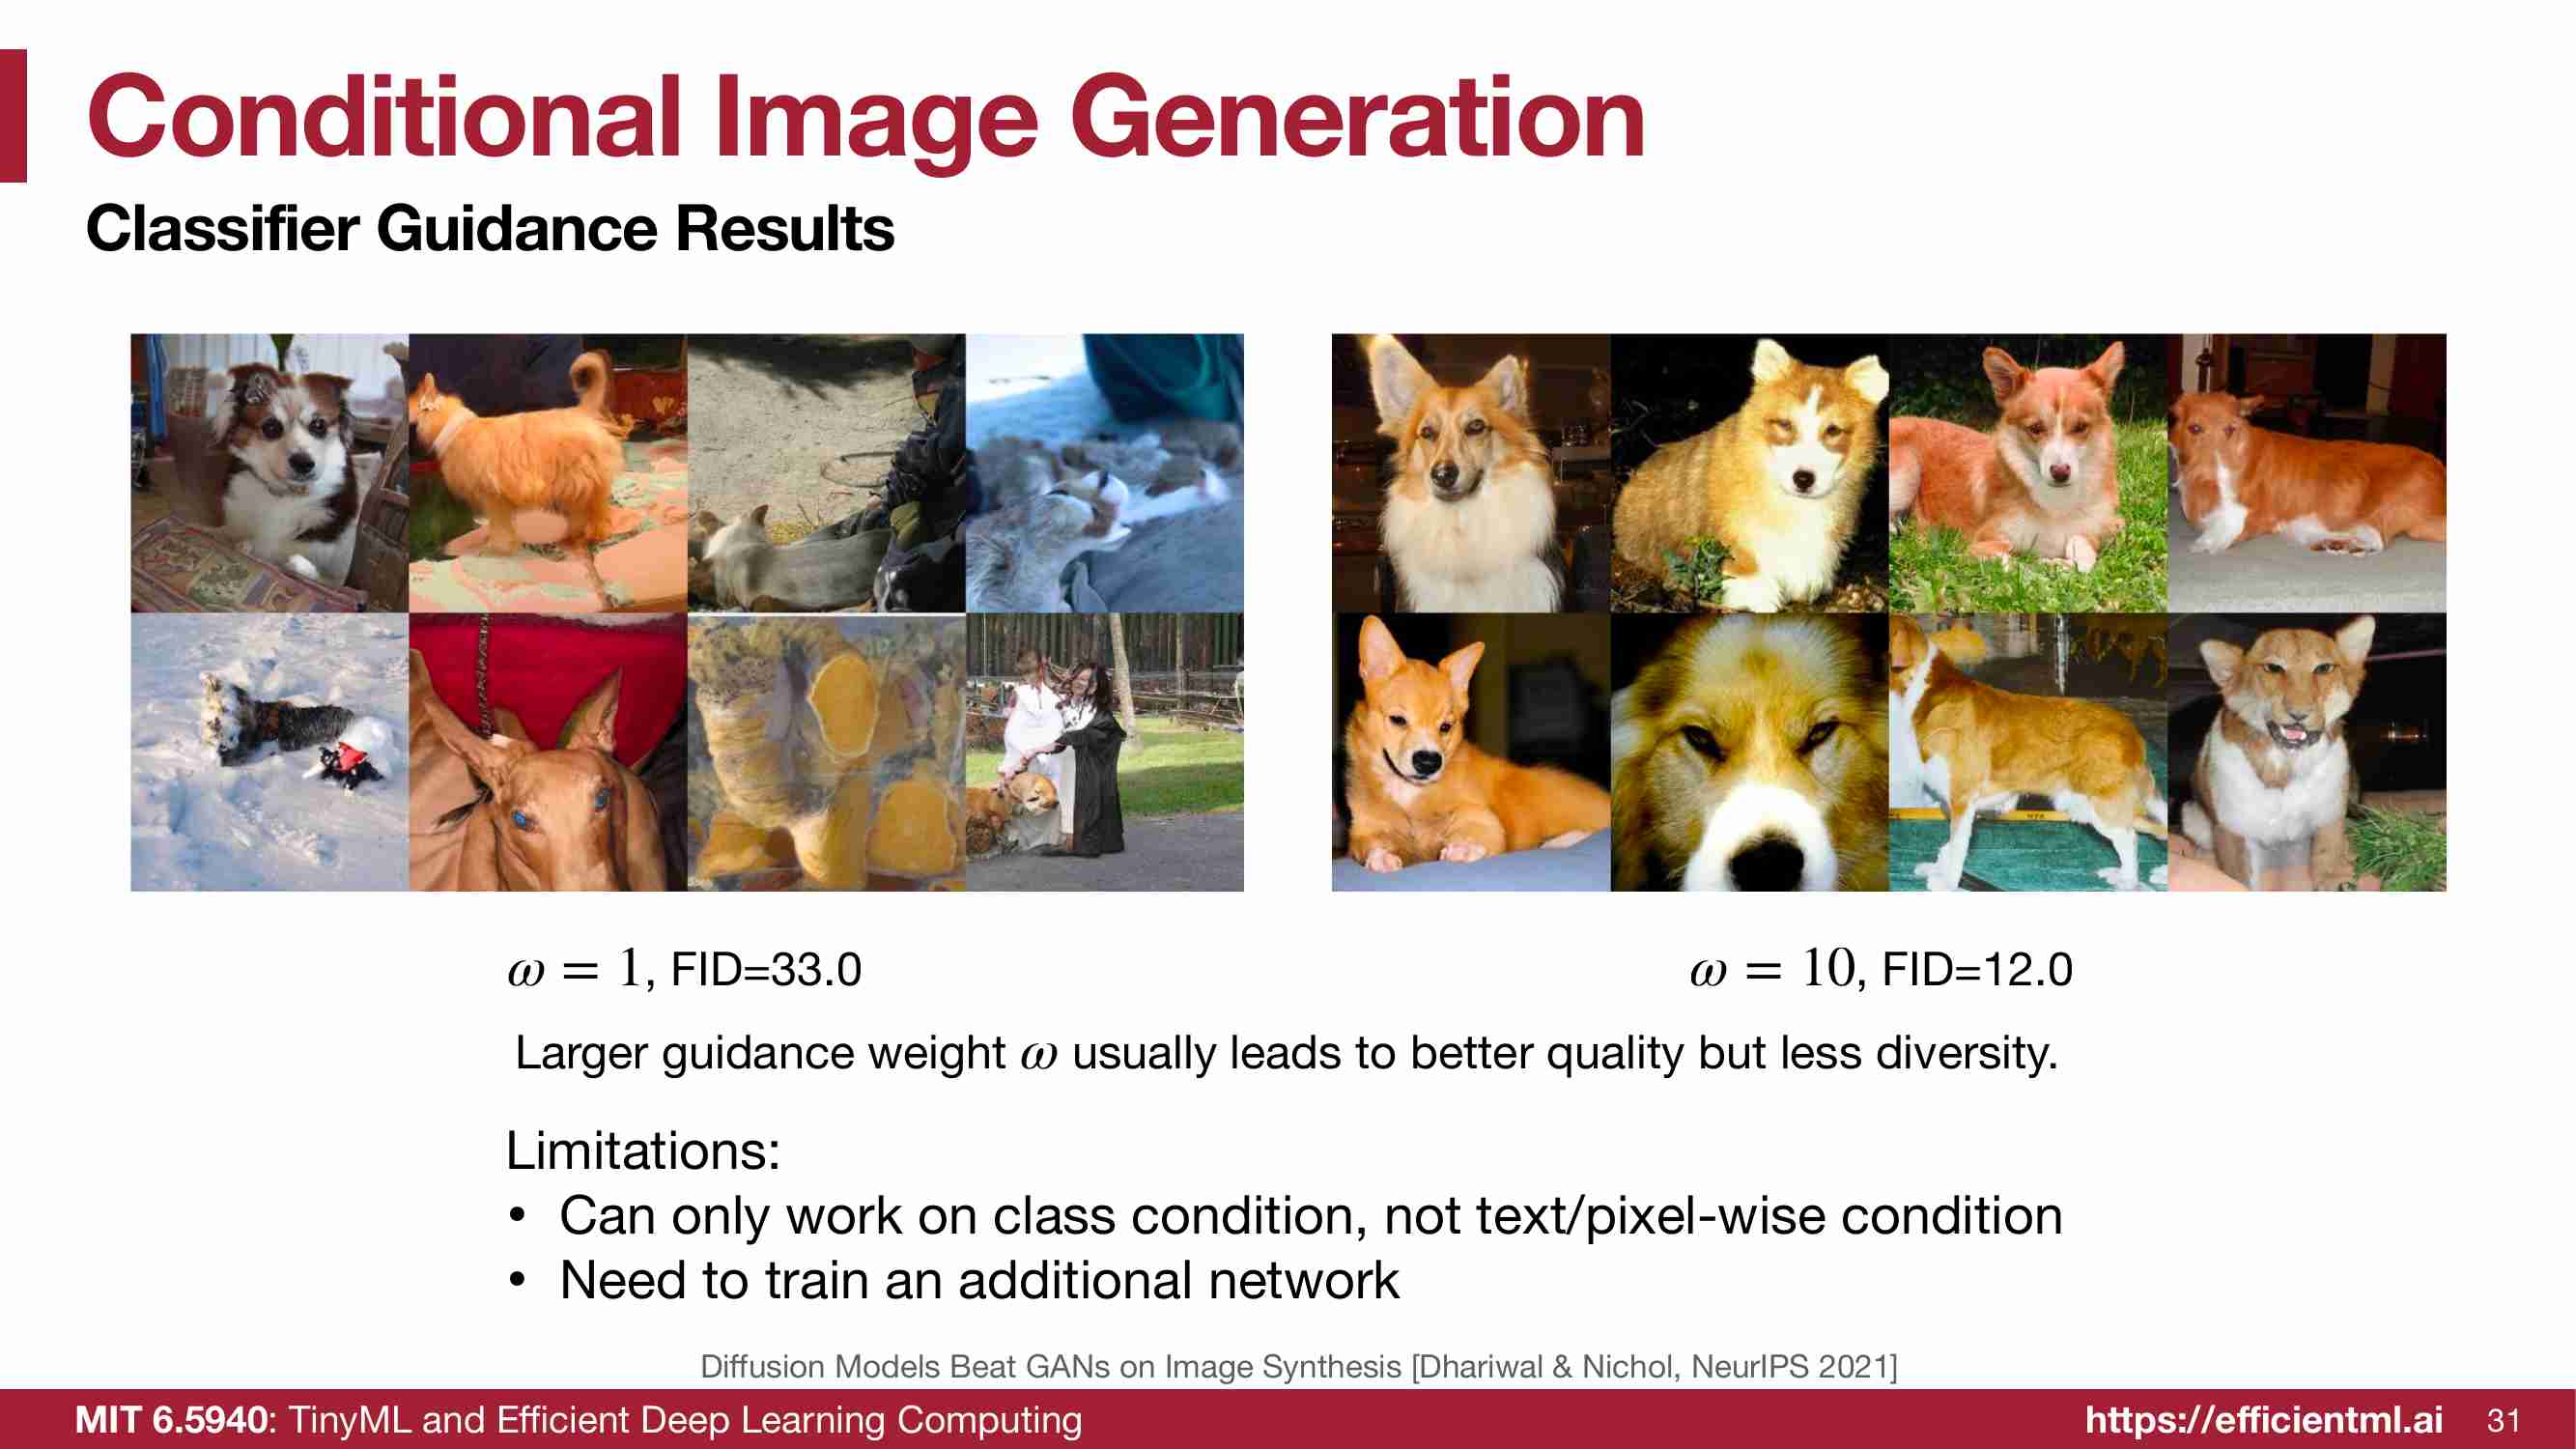 Conditional Image Generation
Classifier Guidance Results
ω = 1, FID=33.0
ω = 10, FID=12.0
Larger guidance weight ω usually leads to better quality but less diversity.
Limitations:
• Can only work on class condition, not text/pixel-wise condition
• Need to train an additional network
Diffusion Models Beat GANs on Image Synthesis [Dhariwal & Nichol, NeurIPS 2021]
MIT 6.5940: TinyML and Efficient Deep Learning Computing
https://efficientml.ai 31